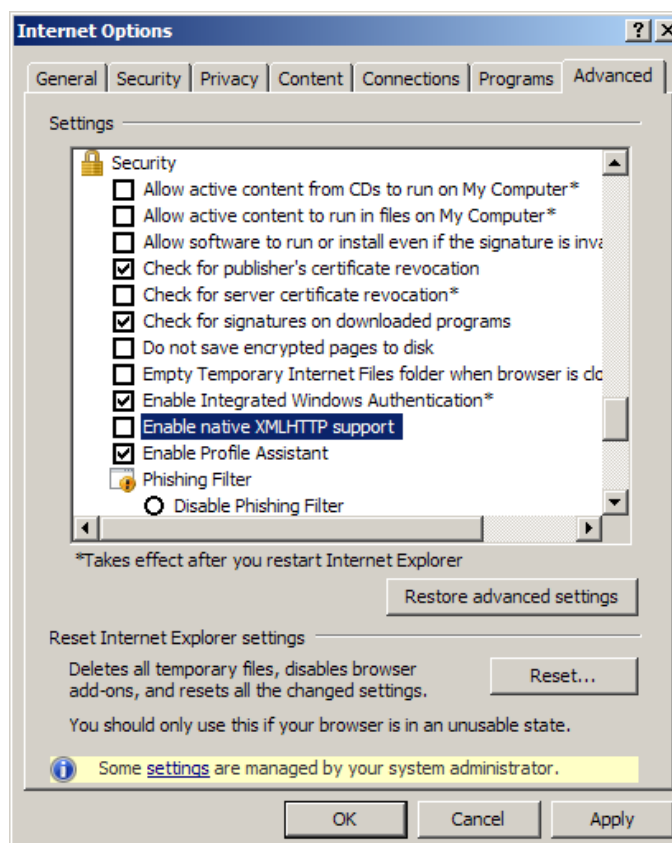 Internet Options
General Security Privacy Content Connections Programs Advanced
Settings
Security
Allow active content from CDs to run on My Computer*
Allow active content to run in files on My Computer*
Allow software to run or install even if the signature is inva
Check for publisher's certificate revocation
Check for server certificate revocation*
Check for signatures on downloaded programs
Do not save encrypted pages to disk
Empty Temporary Internet Files folder when browser is clo
Enable Integrated Windows Authentication*
Enable native XMLHTTP support
Enable Profile Assistant
Phishing Filter
Disable Phishing Filter
*Takes effect after you restart Internet Explorer
Restore advanced settings
Reset Internet Explorer settings
Deletes all temporary files, disables browser
add-ons, and resets all the changed settings.
Reset...
You should only use this if your browser is in an unusable state.
Some settings are managed by your system administrator.
OK Cancel Apply